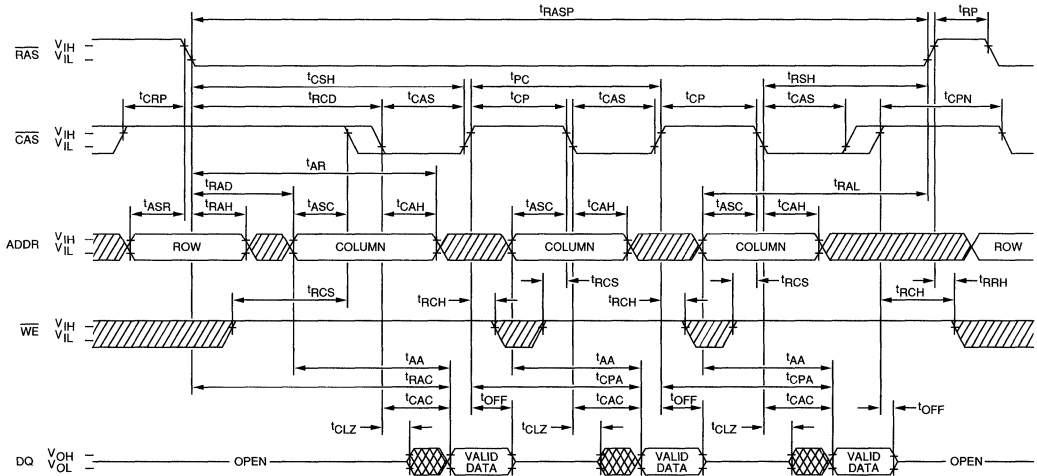 tRASP tRP
RAS VIH VIL
tCSH tPC tRSH
tCRP tRCD tCAS tCP tCAS tCP tCAS tCPN
CAS VIH VIL
tAR
tRAD tRAL
tASR tRAH tASC tCAH tASC tCAH tASC tCAH
ADDR VIH VIL ROW COLUMN COLUMN COLUMN ROW
tRCS tRCH tRCS tRCH tRCS tRCH tRRH
WE VIH VIL
tAA tAA tAA
tRAC tCPA tCPA
tCAC tOFF tCAC tOFF tCAC tOFF
tCLZ tCLZ tCLZ
DQ VOH VOL OPEN VALID DATA VALID DATA VALID DATA OPEN